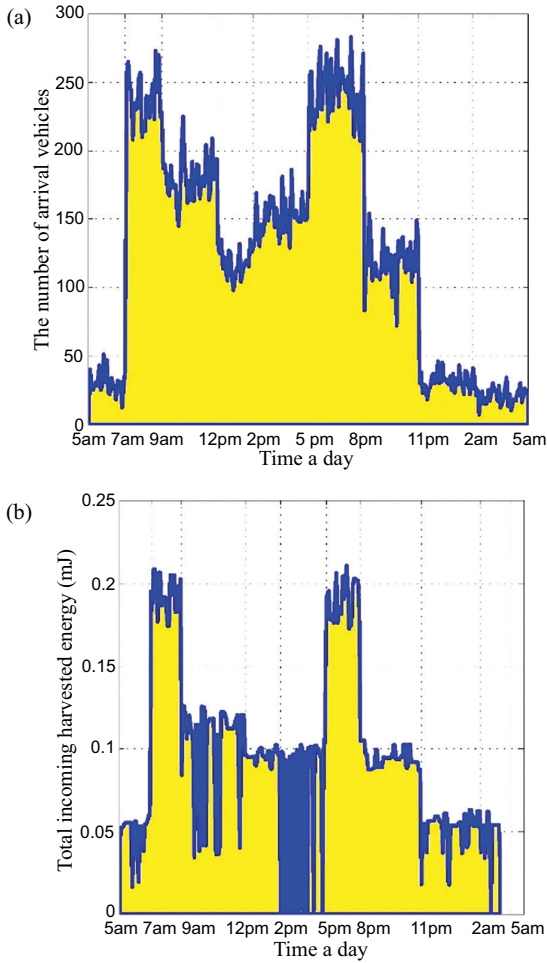 (a)
The number of arrival vehicles
300
250
200
150
100
50
0
5am 7am 9am 12pm 2pm 5 pm 8pm 11pm 2am 5am
Time a day
(b)
Total incoming harvested energy (mJ)
0.25
0.2
0.15
0.1
0.05
0
5am 7am 9am 12pm 2pm 5pm 8pm 11pm 2am 5am
Time a day